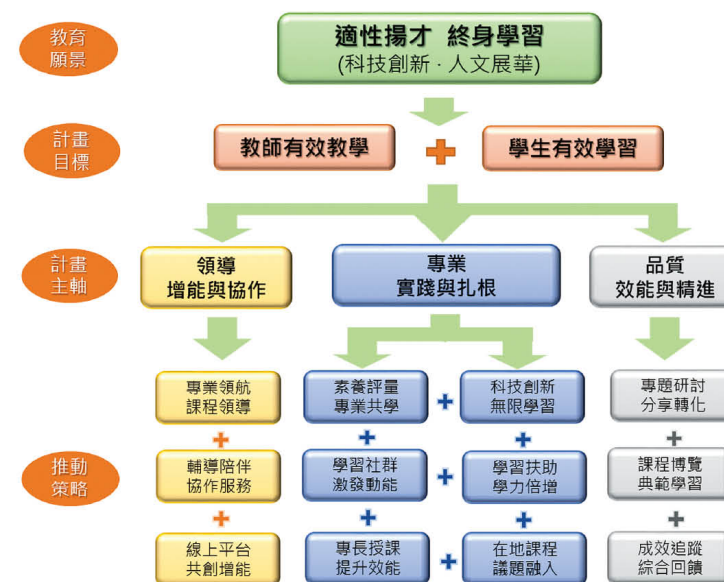 教育
願景
適性揚才 終身學習
(科技創新‧人文展華)
計畫
目標
教師有效教學
學生有效學習
計畫
主軸
領導
增能與協作
專業
實踐與扎根
品質
效能與精進
推動
策略
專業領航
課程領導
素養評量
專業共學
科技創新
無限學習
專題研討
分享轉化
輔導陪伴
協作服務
學習社群
激發動能
學習扶助
學力倍增
課程博覽
典範學習
線上平台
共創增能
專長授課
提升效能
在地課程
議題融入
成效追蹤
綜合回饋